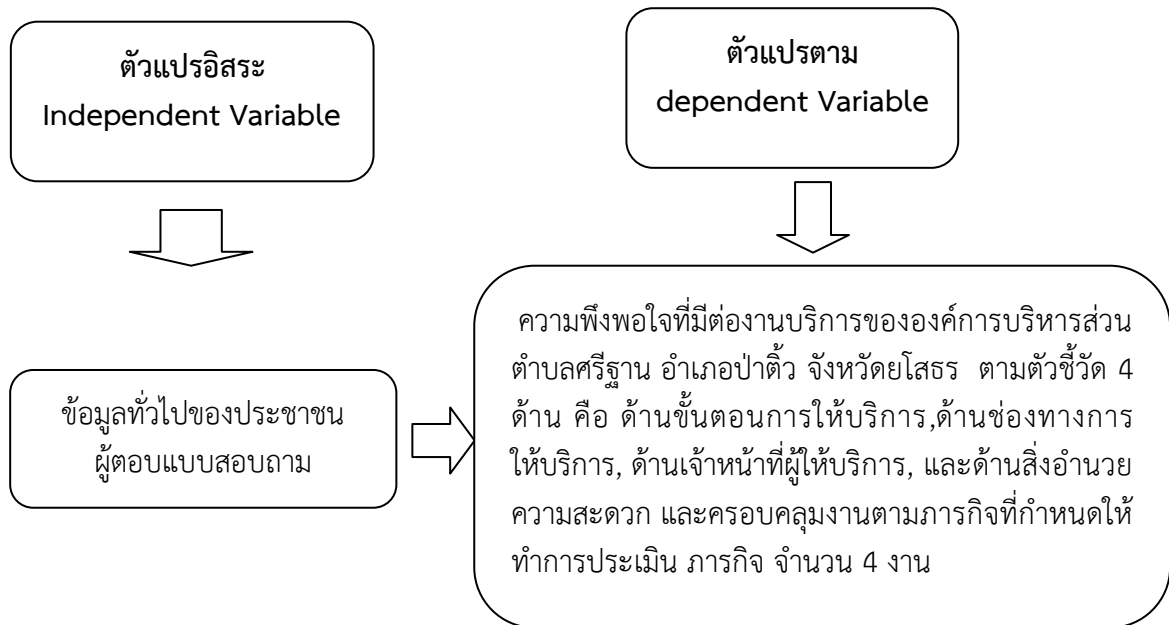 ตัวแปรอิสระ
Independent Variable
ตัวแปรตาม
dependent Variable
ข้อมูลทั่วไปของประชาชน
ผู้ตอบแบบสอบถาม
ความพึงพอใจที่มีต่องานบริการขององค์การบริหารส่วน
ตำบลศรีฐาน อำเภอป่าติ้ว จังหวัดยโสธร ตามตัวชี้วัด 4
ด้าน คือ ด้านขั้นตอนการให้บริการ,ด้านช่องทางการ
ให้บริการ, ด้านเจ้าหน้าที่ผู้ให้บริการ, และด้านสิ่งอำนวย
ความสะดวก และครอบคลุมงานตามภารกิจที่กำหนดให้
ทำการประเมิน ภารกิจ จำนวน 4 งาน